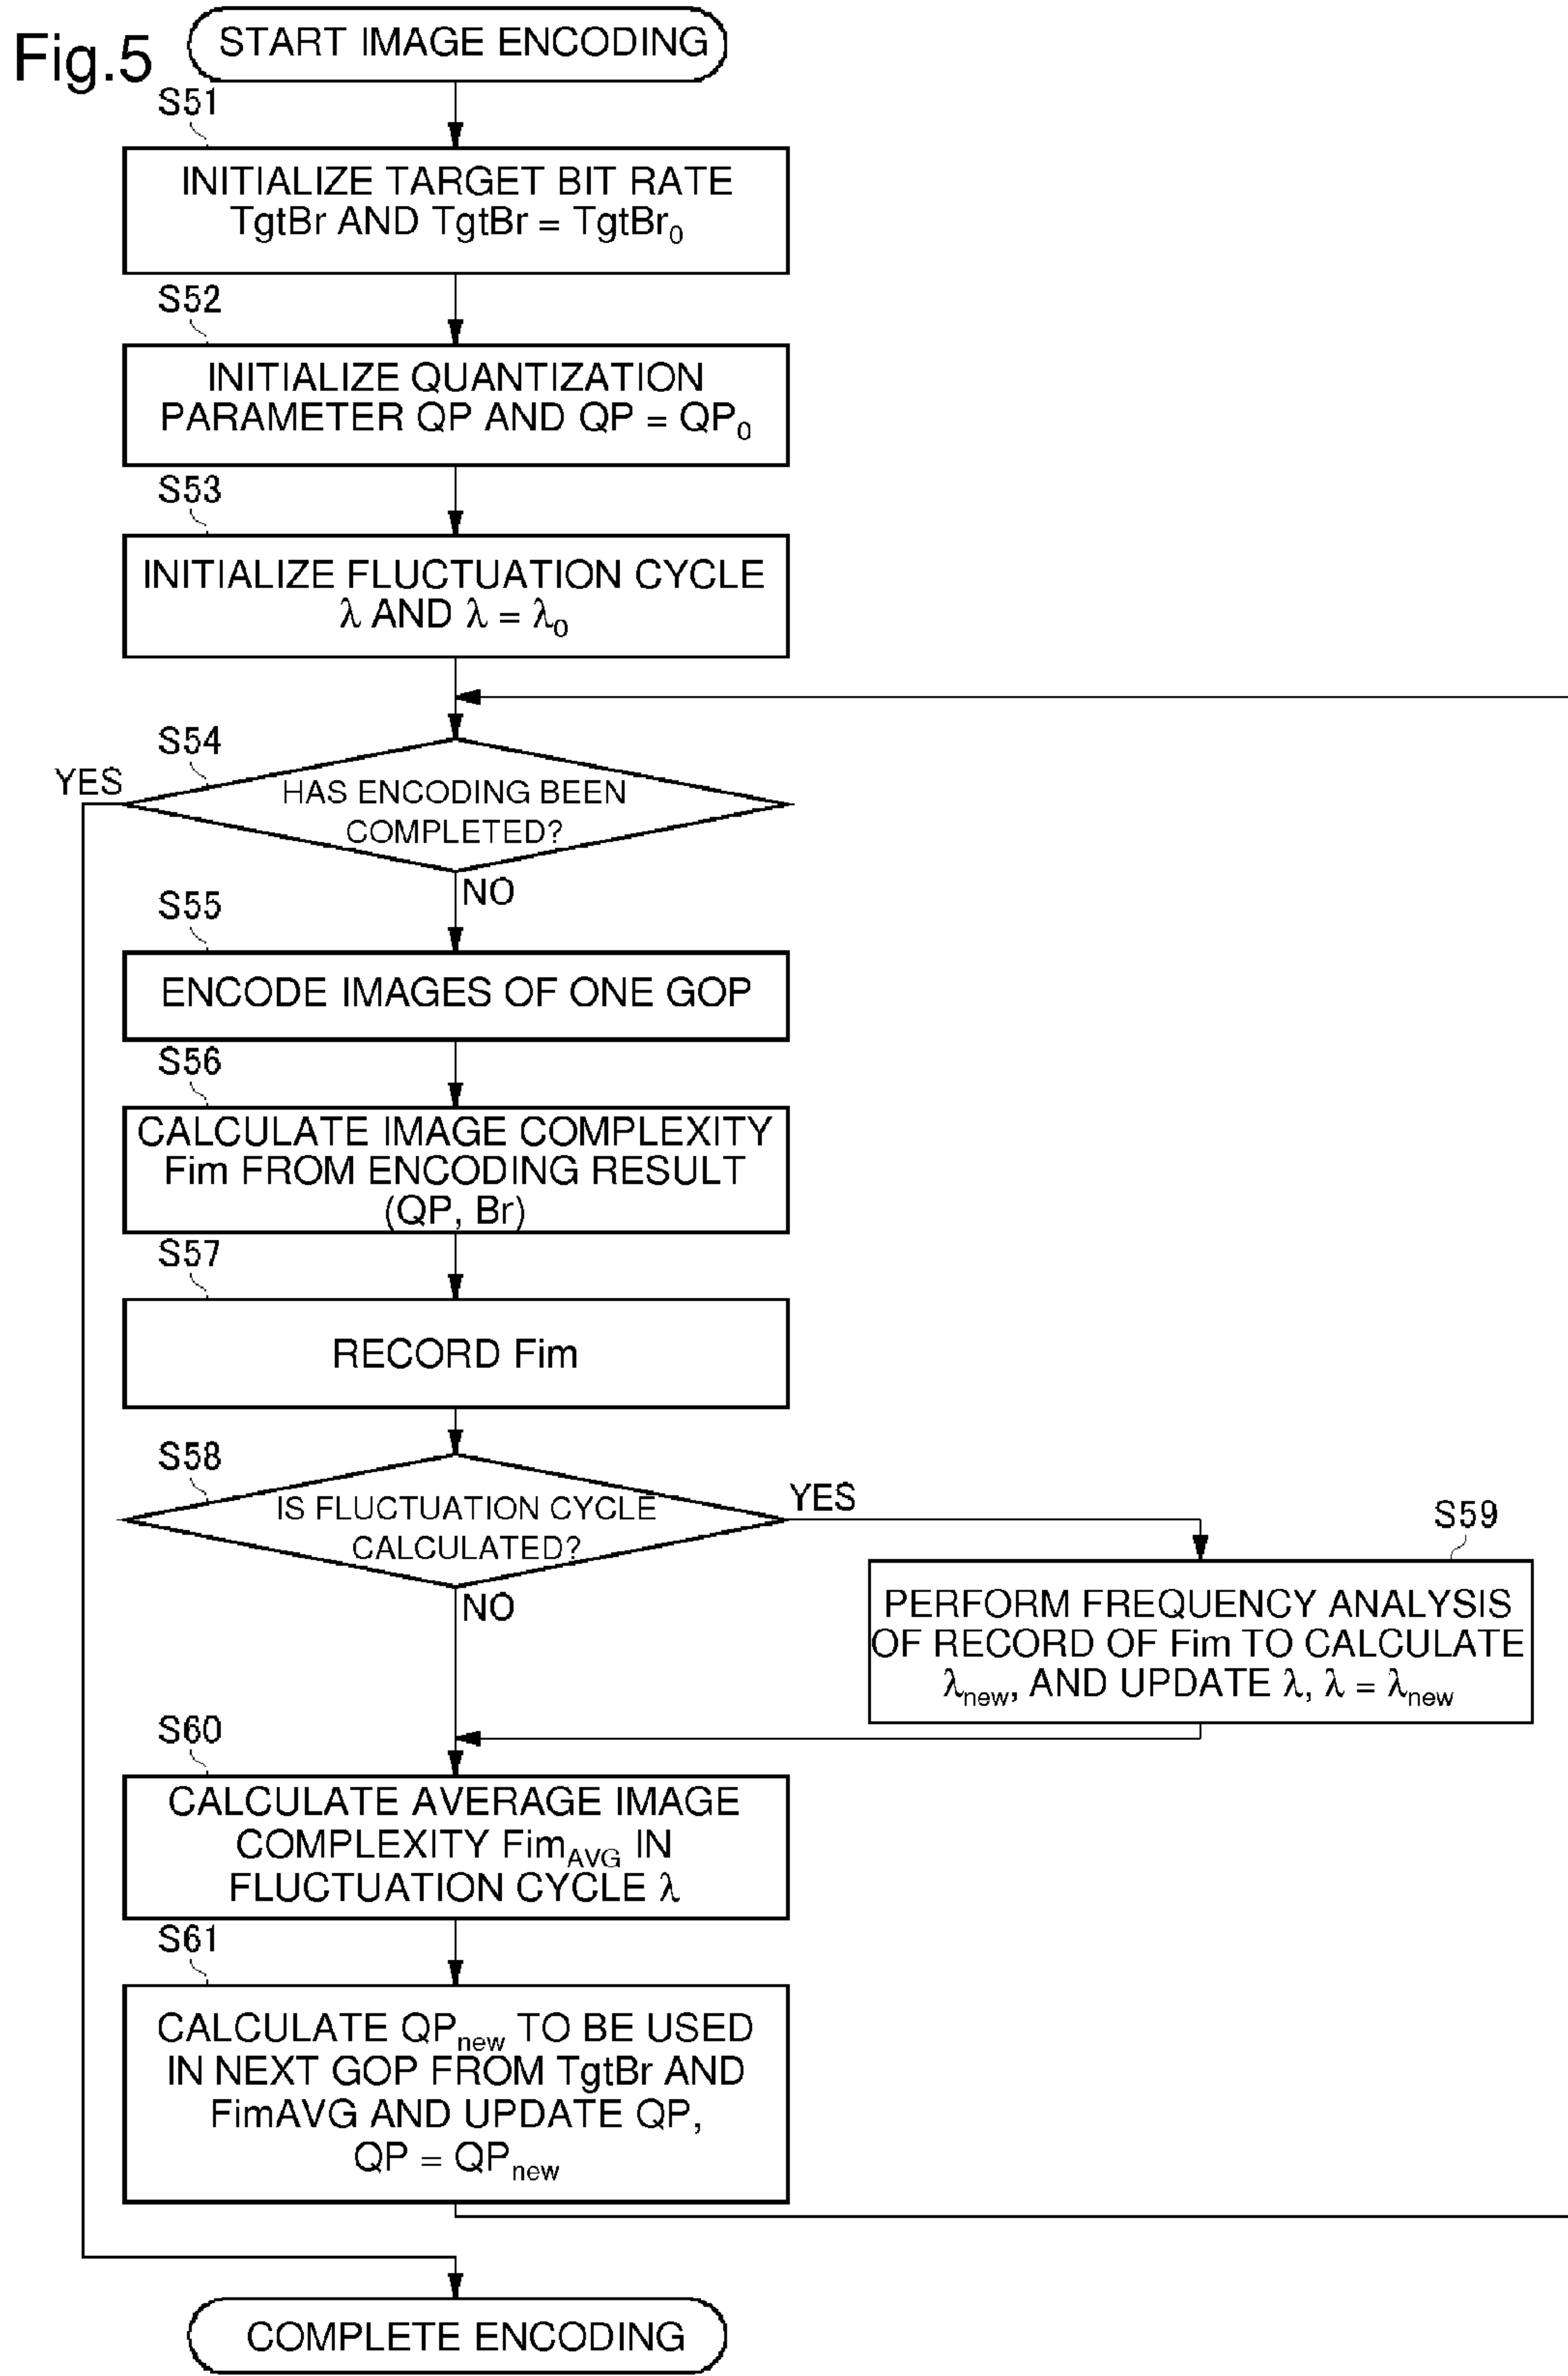 Fig.5
START IMAGE ENCODING
S51
INITIALIZE TARGET BIT RATE
TgtBr AND TgtBr = TgtBr₀
S52
INITIALIZE QUANTIZATION
PARAMETER QP AND QP = QP₀
S53
INITIALIZE FLUCTUATION CYCLE
λ AND λ = λ₀
S54
YES
HAS ENCODING BEEN
COMPLETED?
NO
S55
ENCODE IMAGES OF ONE GOP
S56
CALCULATE IMAGE COMPLEXITY
Fim FROM ENCODING RESULT
(QP, Br)
S57
RECORD Fim
S58
IS FLUCTUATION CYCLE
CALCULATED?
YES
NO
S59
PERFORM FREQUENCY ANALYSIS
OF RECORD OF Fim TO CALCULATE
λnew, AND UPDATE λ, λ = λnew
S60
CALCULATE AVERAGE IMAGE
COMPLEXITY FimAVG IN
FLUCTUATION CYCLE λ
S61
CALCULATE QPnew TO BE USED
IN NEXT GOP FROM TgtBr AND
FimAVG AND UPDATE QP,
QP = QPnew
COMPLETE ENCODING